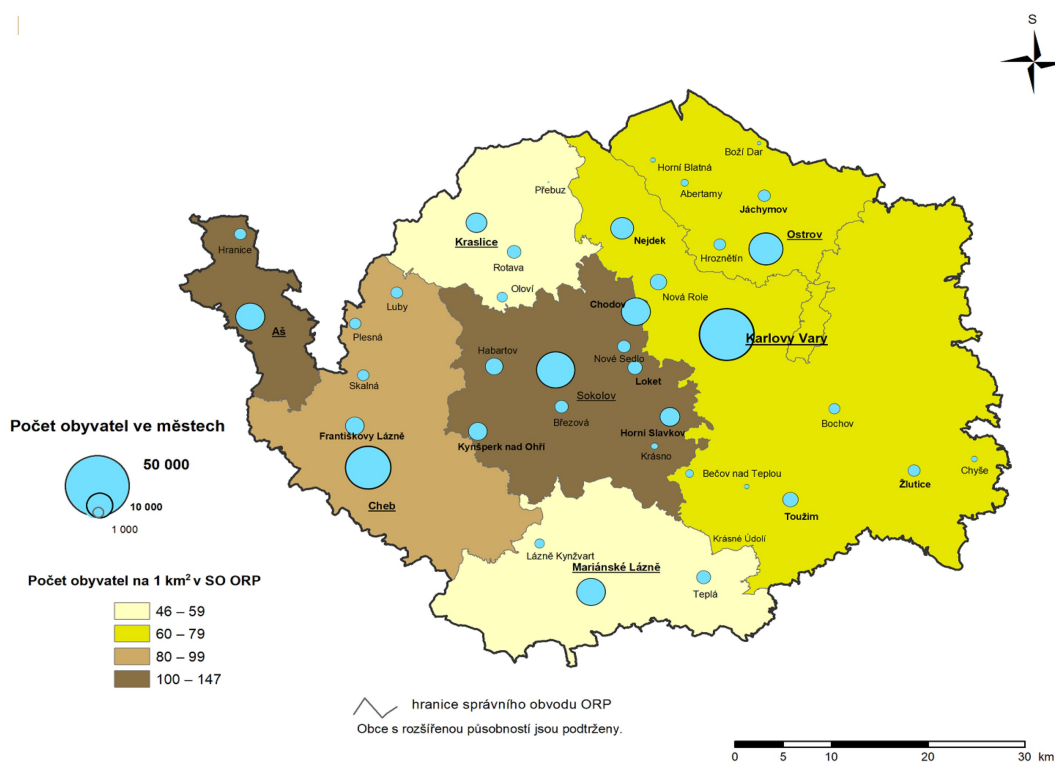 S
Boží Dar
Horní Blatná
Abertamy
Přebuz
Jáchymov
Kraslice
Nejdek
Ostrov
Hranice
Hroznětín
Rotava
Oloví
Nová Role
Luby
Chodov
Aš
Plesná
Karlovy Vary
Habartov
Nové Sedlo
Skalná
Loket
Sokolov
Březová
Bochov
Počet obyvatel ve městech
Františkovy Lázně
Kynšperk nad Ohří
Horní Slavkov
Krásno
50 000
Bečov nad Teplou
Chyše
Žlutice
Cheb
10 000
Toužim
1 000
Krásné Údolí
Lázně Kynžvart
Mariánské Lázně
Počet obyvatel na 1 km² v SO ORP
Teplá
46 – 59
60 – 79
80 – 99
100 – 147
hranice správního obvodu ORP
Obce s rozšířenou působností jsou podtrženy.
0 5 10 20 30 km